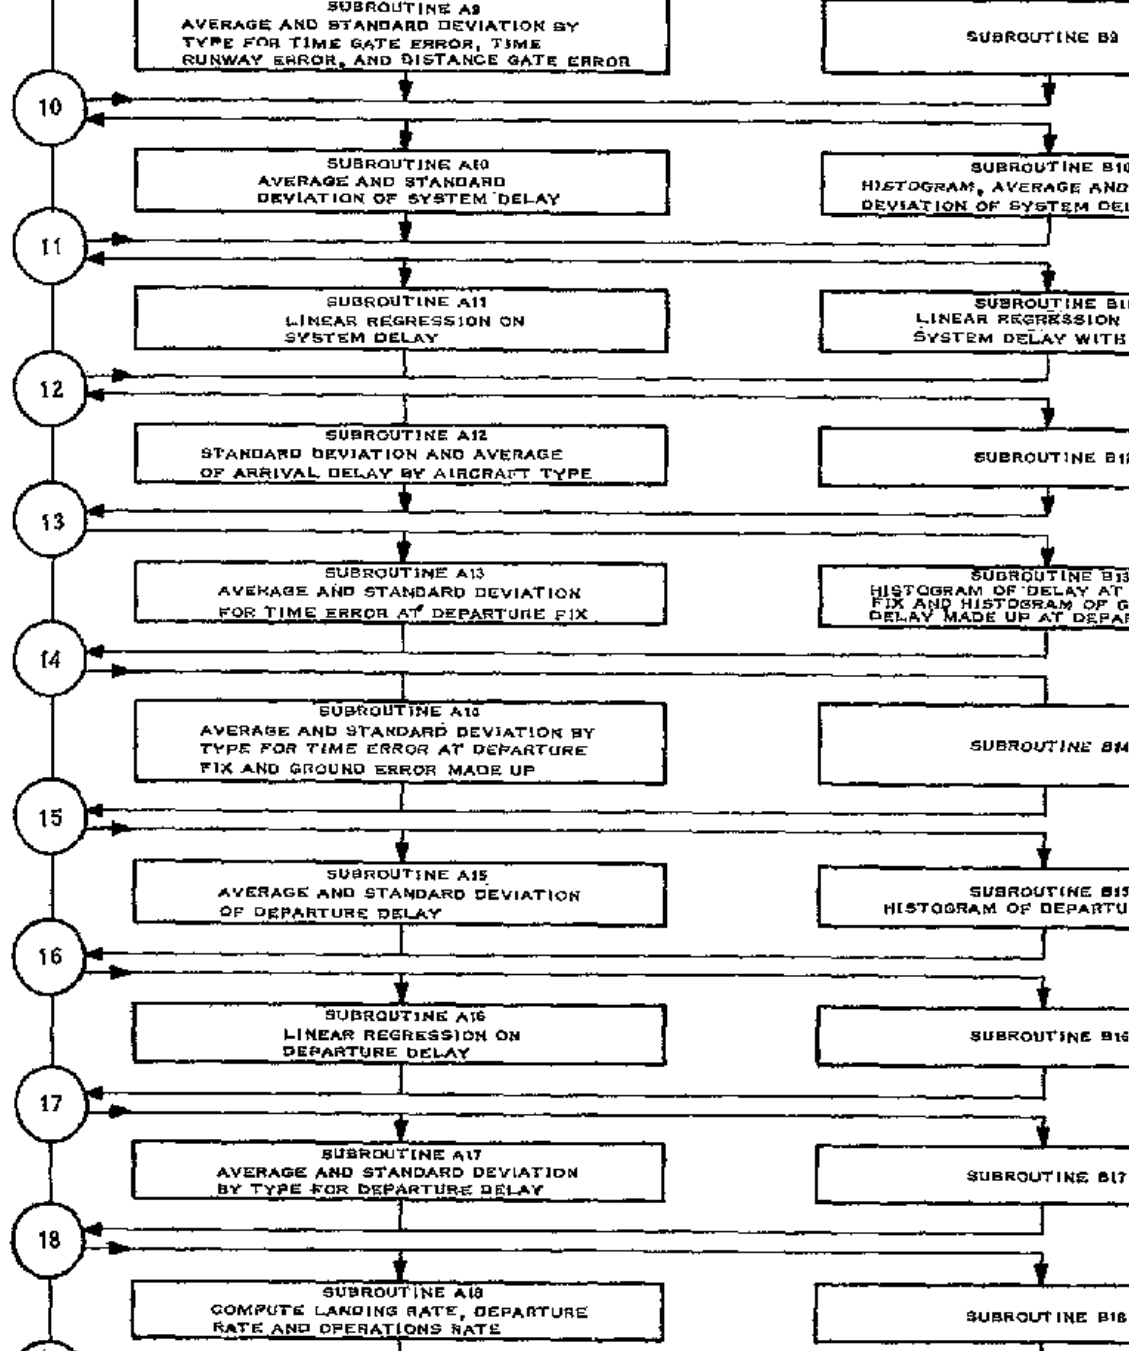 SUBROUTINE A9
AVERAGE AND STANDARD DEVIATION BY
TYPE FOR TIME GATE ERROR, TIME
RUNWAY ERROR, AND DISTANCE GATE ERROR
SUBROUTINE B9
10
SUBROUTINE A10
AVERAGE AND STANDARD
DEVIATION OF SYSTEM DELAY
SUBROUTINE B10
HISTOGRAM, AVERAGE AND
DEVIATION OF SYSTEM DEL
11
SUBROUTINE A11
LINEAR REGRESSION ON
SYSTEM DELAY
SUBROUTINE B1
LINEAR REGRESSION
SYSTEM DELAY WITH
12
SUBROUTINE A12
STANDARD DEVIATION AND AVERAGE
OF ARRIVAL DELAY BY AIRCRAFT TYPE
SUBROUTINE B12
13
SUBROUTINE A13
AVERAGE AND STANDARD DEVIATION
FOR TIME ERROR AT DEPARTURE FIX
SUBROUTINE B13
HISTOGRAM OF DELAY AT
FIX AND HISTOGRAM OF G
DELAY MADE UP AT DEPAR
14
SUBROUTINE A14
AVERAGE AND STANDARD DEVIATION BY
TYPE FOR TIME ERROR AT DEPARTURE
FIX AND GROUND ERROR MADE UP
SUBROUTINE B14
15
SUBROUTINE A15
AVERAGE AND STANDARD DEVIATION
OF DEPARTURE DELAY
SUBROUTINE B15
HISTOGRAM OF DEPARTU
16
SUBROUTINE A16
LINEAR REGRESSION ON
DEPARTURE DELAY
SUBROUTINE B16
17
SUBROUTINE A17
AVERAGE AND STANDARD DEVIATION
BY TYPE FOR DEPARTURE DELAY
SUBROUTINE B17
18
SUBROUTINE A18
COMPUTE LANDING RATE, DEPARTURE
RATE AND OPERATIONS RATE
SUBROUTINE B18